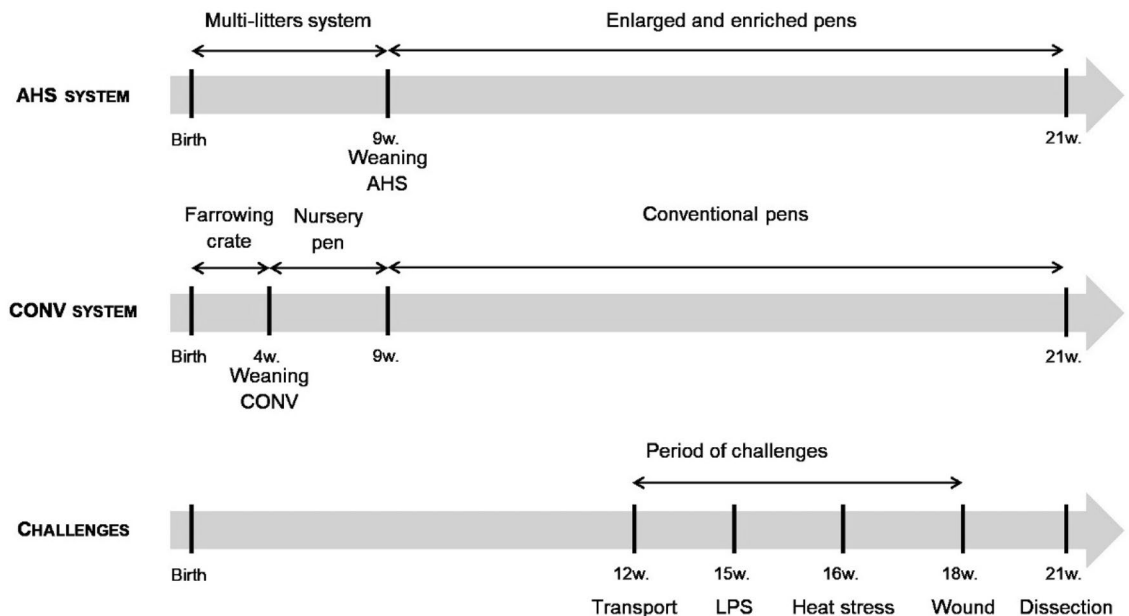 Multi-litters system
Enlarged and enriched pens
AHS SYSTEM
Birth
9w.
21w.
Weaning
AHS
Farrowing
crate
Nursery
pen
Conventional pens
CONV SYSTEM
Birth
4w.
9w.
21w.
Weaning
CONV
Period of challenges
CHALLENGES
Birth
12w.
15w.
16w.
18w.
21w.
Transport
LPS
Heat stress
Wound
Dissection